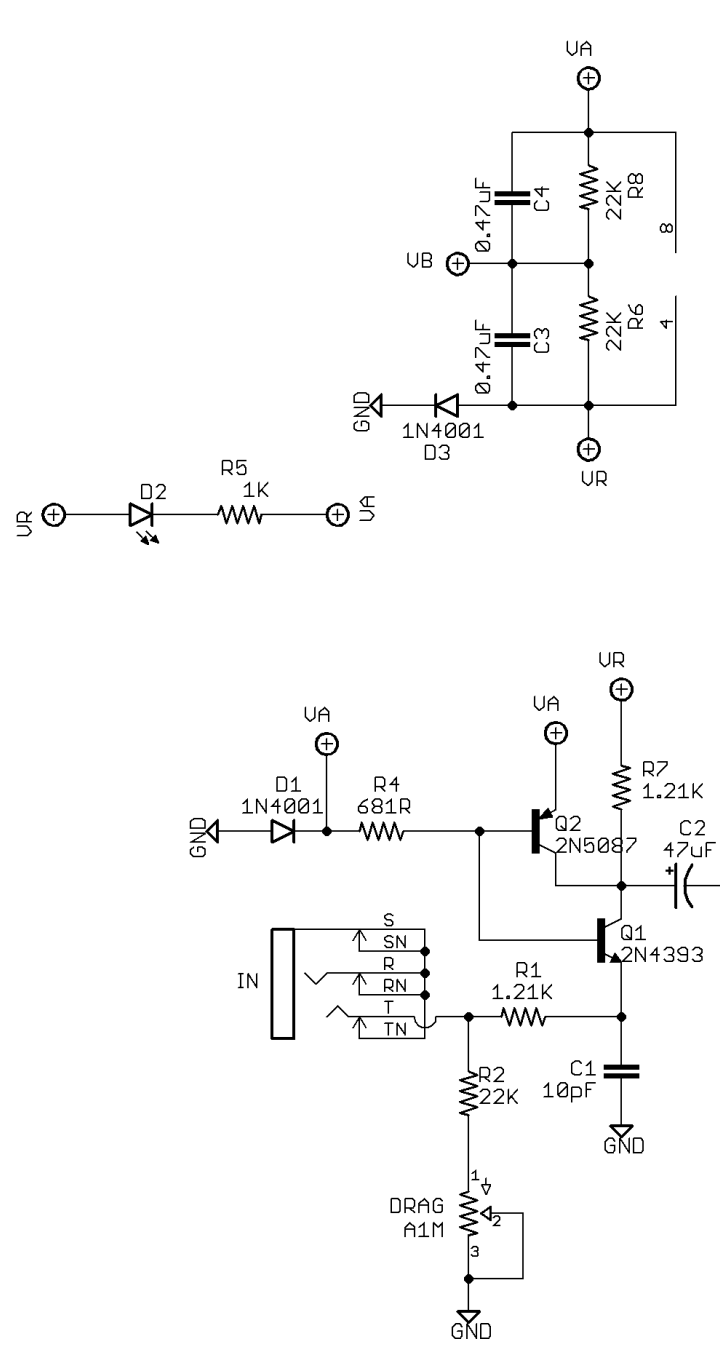 VA
0.47uF
C4
22K
R8
8
VB
0.47uF
C3
22K
R6
4
GND
1N4001
D3
VR
R5
1K
D2
VR
VA
VR
VA
VA
R7
1.21K
D1
1N4001
R4
681R
GND
Q2
2N5087
C2
47uF
+
S
SN
R
RN
T
TN
IN
Q1
2N4393
R1
1.21K
R2
22K
C1
10pF
GND
1
DRAG
A1M
2
3
GND